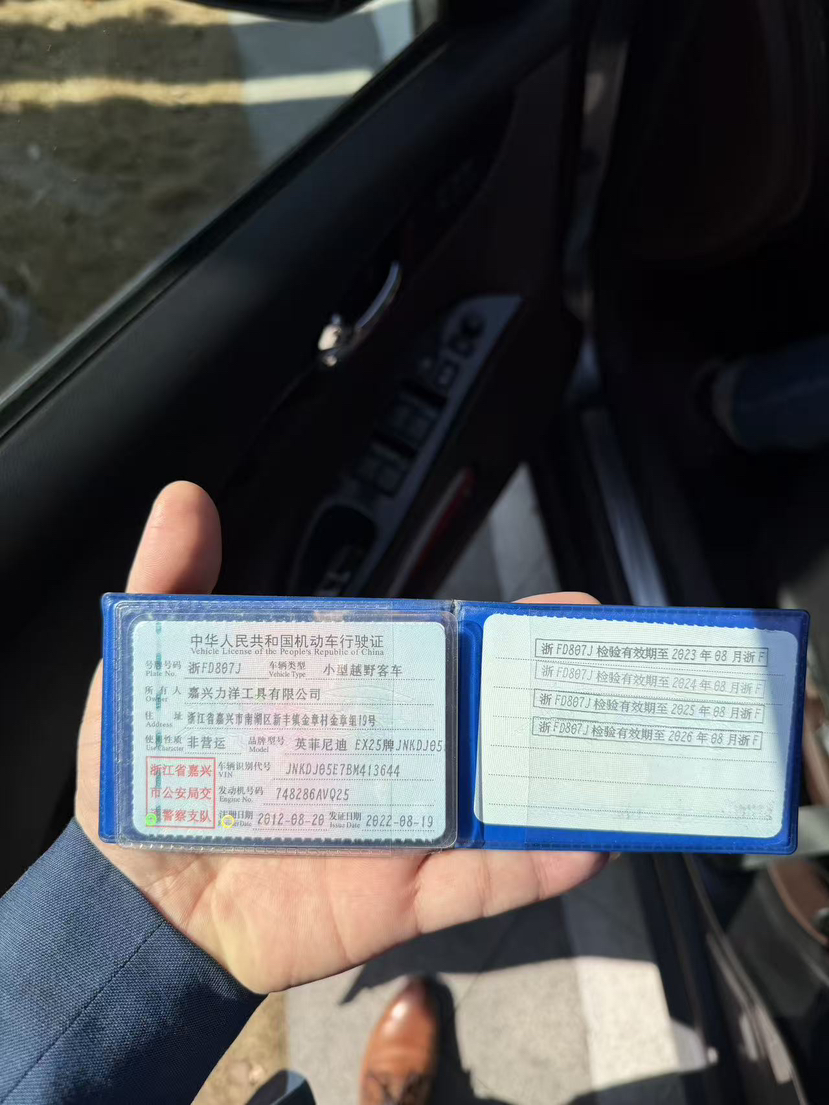 中华人民共和国机动车行驶证
Vehicle License of the People's Republic of China
号牌号码 Plate No. 浙FD807J 车辆类型 Vehicle Type 小型越野客车
所有人 Owner 嘉兴力洋工具有限公司
住址 Address 浙江省嘉兴市南湖区新丰镇金章村金章组19号
使用性质 Use Character 非营运 品牌型号 Model 英菲尼迪 EX25牌JNKDJ05
浙江省嘉兴
市公安局交
警察支队
车辆识别代号 VIN JNKDJ05E7BM413644
发动机号码 Engine No. 748286AVQ25
注册日期 2012-08-20 发证日期 Issue Date 2022-08-19
浙FD807J检验有效期至2023年08月浙F
浙FD807J检验有效期至2024年08月浙F
浙FD807J检验有效期至2025年08月浙F
浙FD807J检验有效期至2026年08月浙F